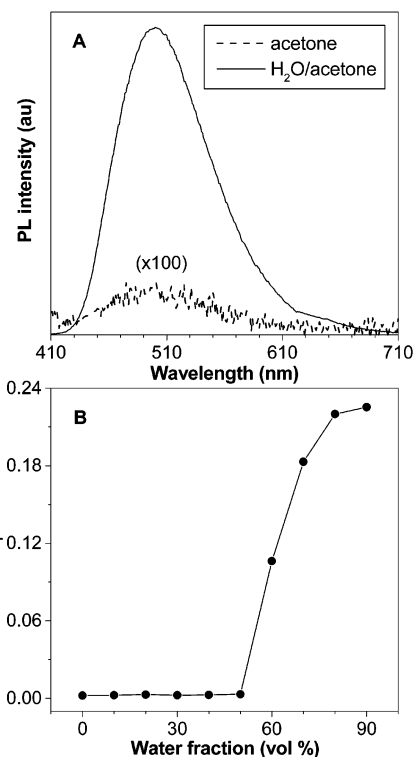 A
acetone
H₂O/acetone
PL intensity (au)
(x100)
410 510 610 710
Wavelength (nm)
B
0.24
0.18
0.12
0.06
0.00
0 30 60 90
Water fraction (vol %)